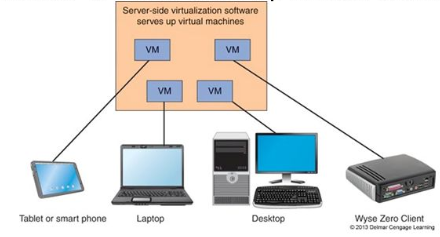 Server-side virtualization software
serves up virtual machines
VM
VM
VM
VM
Tablet or smart phone
Laptop
Desktop
Wyse Zero Client
© 2013 Delmar Cengage Learning